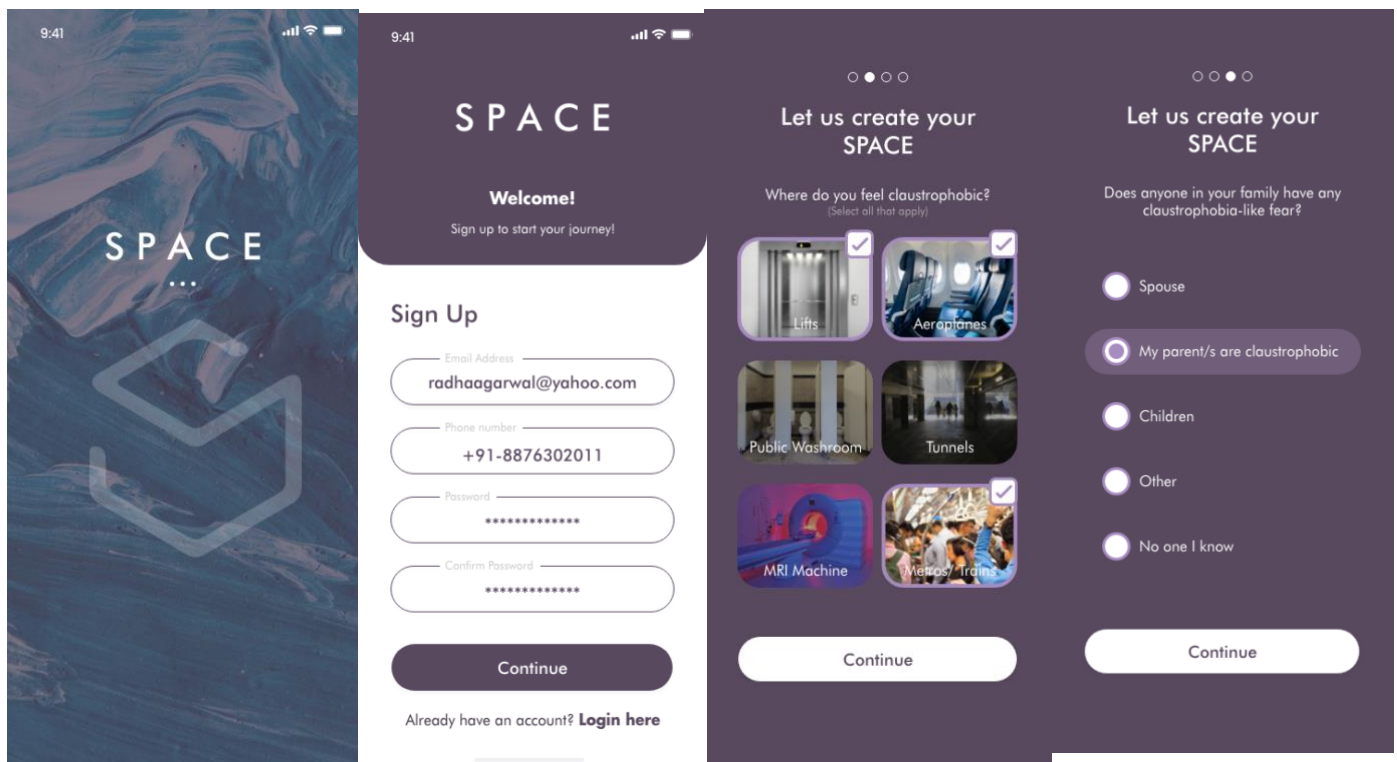 9:41
SPACE
9:41
SPACE
Welcome!
Sign up to start your journey!
Sign Up
Email Address
radhaagarwal@yahoo.com
Phone number
+91-8876302011
Password
*************
Confirm Password
*************
Continue
Already have an account? Login here
Let us create your
SPACE
Where do you feel claustrophobic?
(Select all that apply)
Lifts
Aeroplanes
Public Washroom
Tunnels
MRI Machine
Metros/ Trains
Continue
Let us create your
SPACE
Does anyone in your family have any
claustrophobia-like fear?
Spouse
My parent/s are claustrophobic
Children
Other
No one I know
Continue